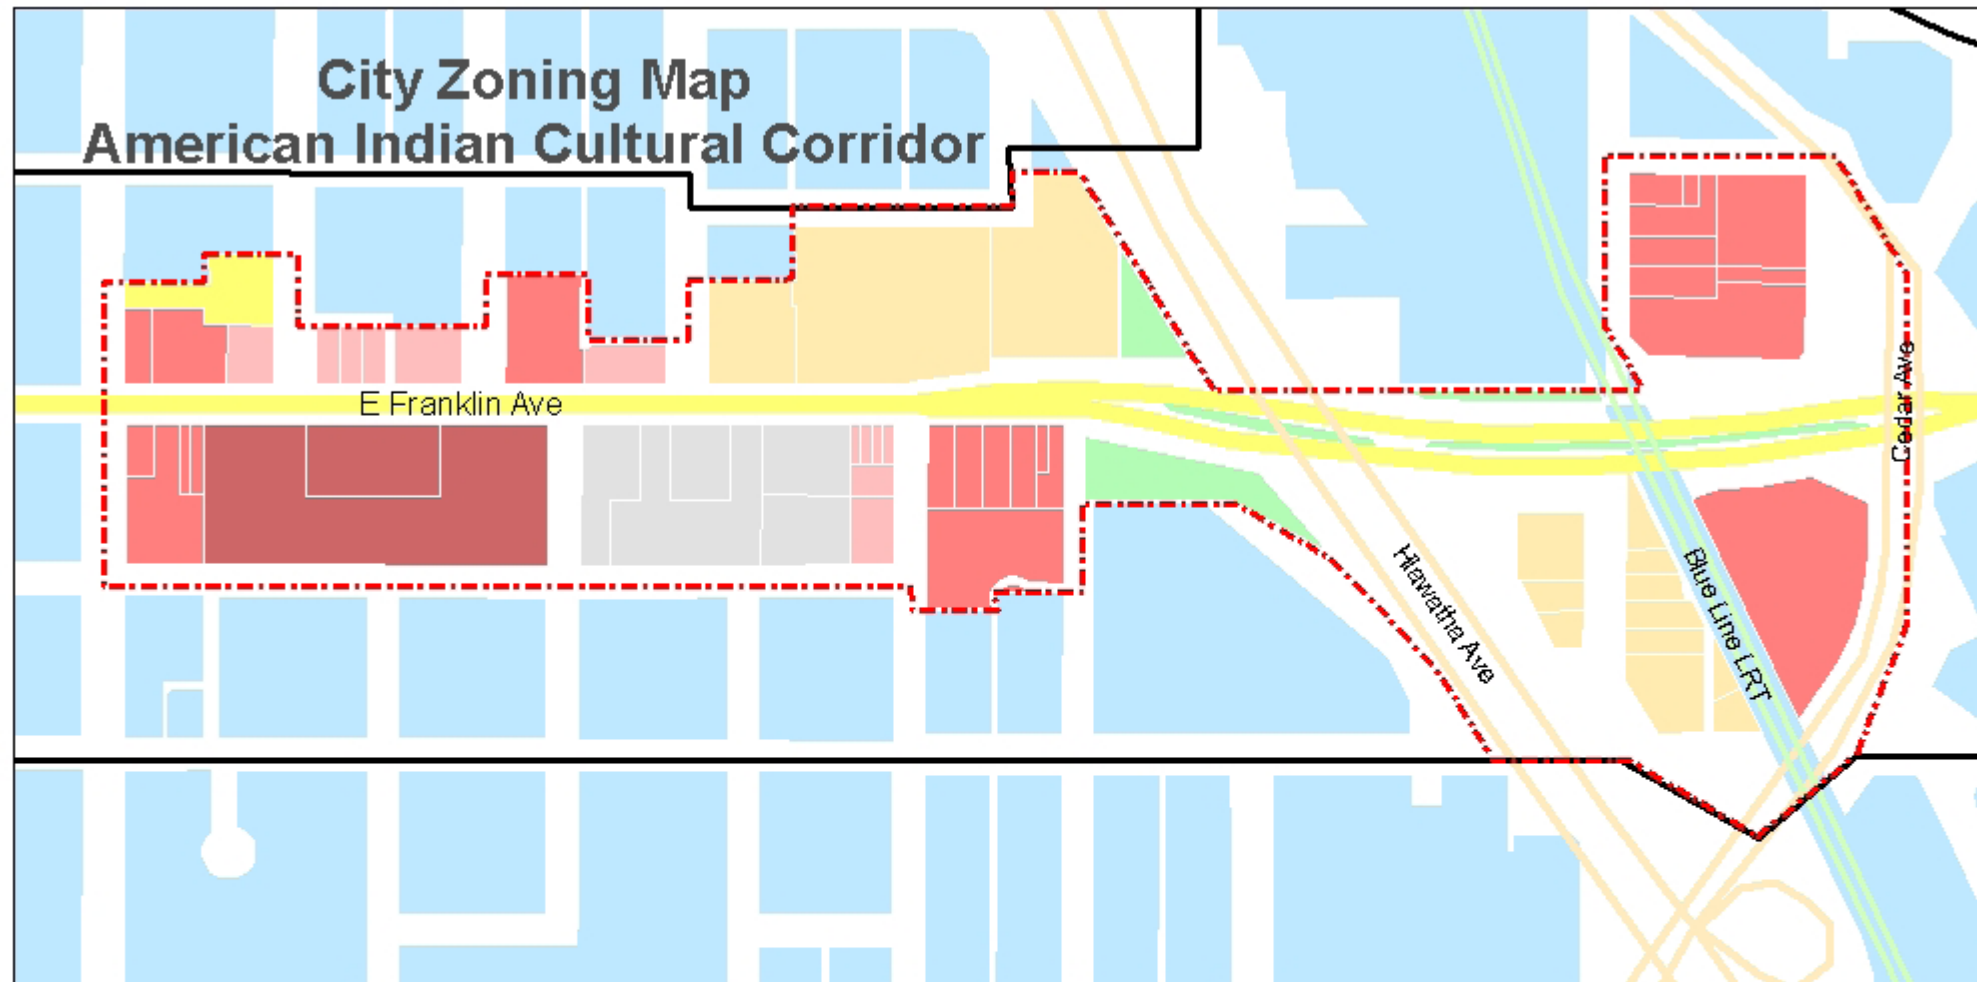 City Zoning Map
American Indian Cultural Corridor
E Franklin Ave
Cedar Ave
Hiawatha Ave
Blue Line LRT